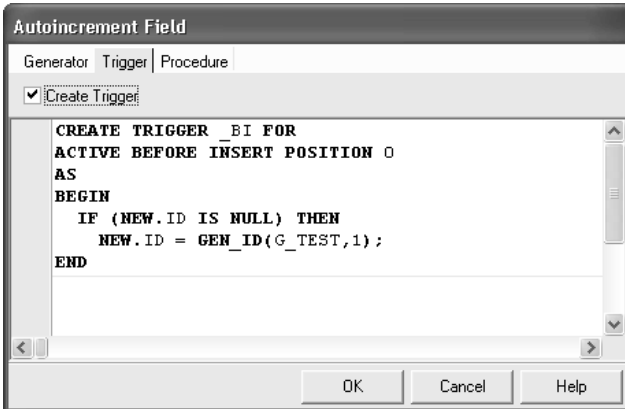 Autoincrement Field
Generator Trigger Procedure
Create Trigger
CREATE TRIGGER _BI FOR
ACTIVE BEFORE INSERT POSITION 0
AS
BEGIN
IF (NEW.ID IS NULL) THEN
NEW.ID = GEN_ID(G_TEST,1);
END
OK Cancel Help